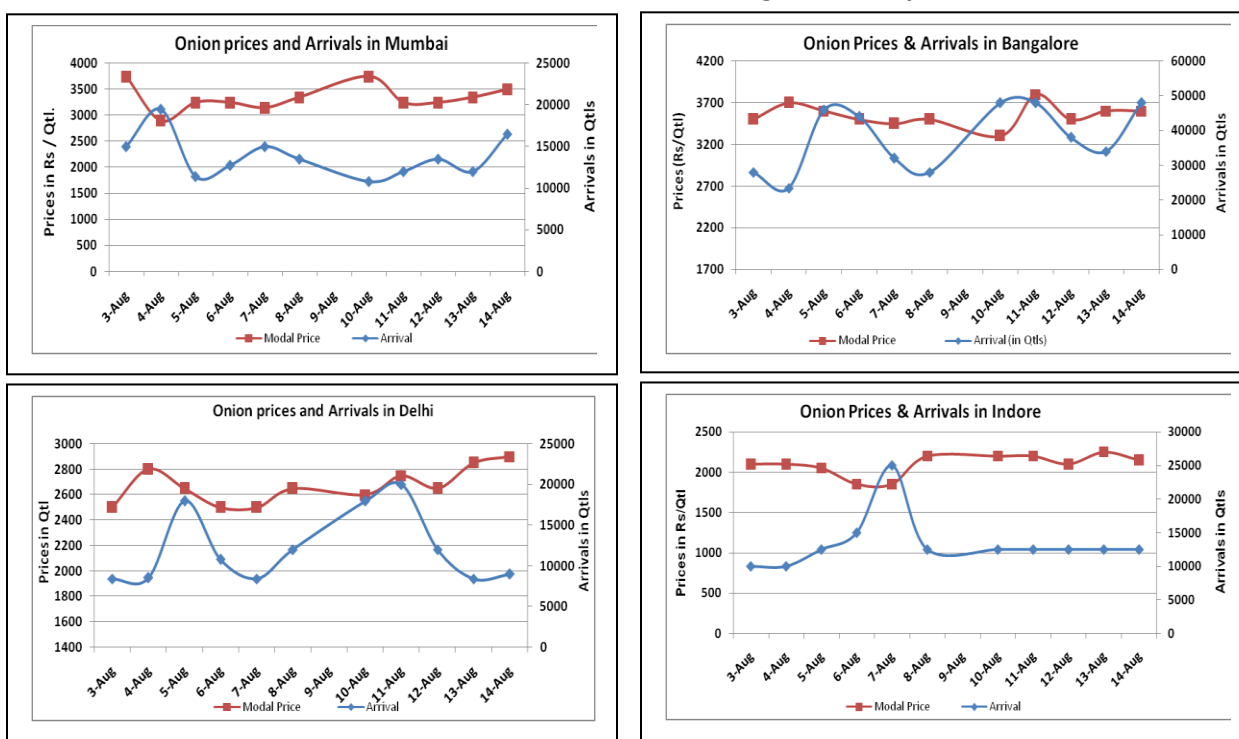 Onion prices and Arrivals in Mumbai
Prices in Rs / Qtl.
4000
3500
3000
2500
2000
1500
1000
500
0
25000
20000
15000
10000
5000
0
Arrivals in Qtls
3-Aug
4-Aug
5-Aug
6-Aug
7-Aug
8-Aug
9-Aug
10-Aug
11-Aug
12-Aug
13-Aug
14-Aug
Modal Price
Arrival
Onion Prices & Arrivals in Bangalore
Prices (Rs/Qtl)
4200
3700
3200
2700
2200
1700
60000
50000
40000
30000
20000
10000
0
Arrivals in Qtls
3-Aug
4-Aug
5-Aug
6-Aug
7-Aug
8-Aug
9-Aug
10-Aug
11-Aug
12-Aug
13-Aug
14-Aug
Modal Price
Arrival (in Qtls)
Onion prices and Arrivals in Delhi
Prices in Qtl
3000
2800
2600
2400
2200
2000
1800
1600
1400
25000
20000
15000
10000
5000
0
Arrivals in Qtls
3-Aug
4-Aug
5-Aug
6-Aug
7-Aug
8-Aug
9-Aug
10-Aug
11-Aug
12-Aug
13-Aug
14-Aug
Modal Price
Arrival
Onion Prices & Arrivals in Indore
Prices in Rs/Qtl
2500
2000
1500
1000
500
0
30000
25000
20000
15000
10000
5000
0
Arrivals in Qtls
3-Aug
4-Aug
5-Aug
6-Aug
7-Aug
8-Aug
9-Aug
10-Aug
11-Aug
12-Aug
13-Aug
14-Aug
Modal Price
Arrival